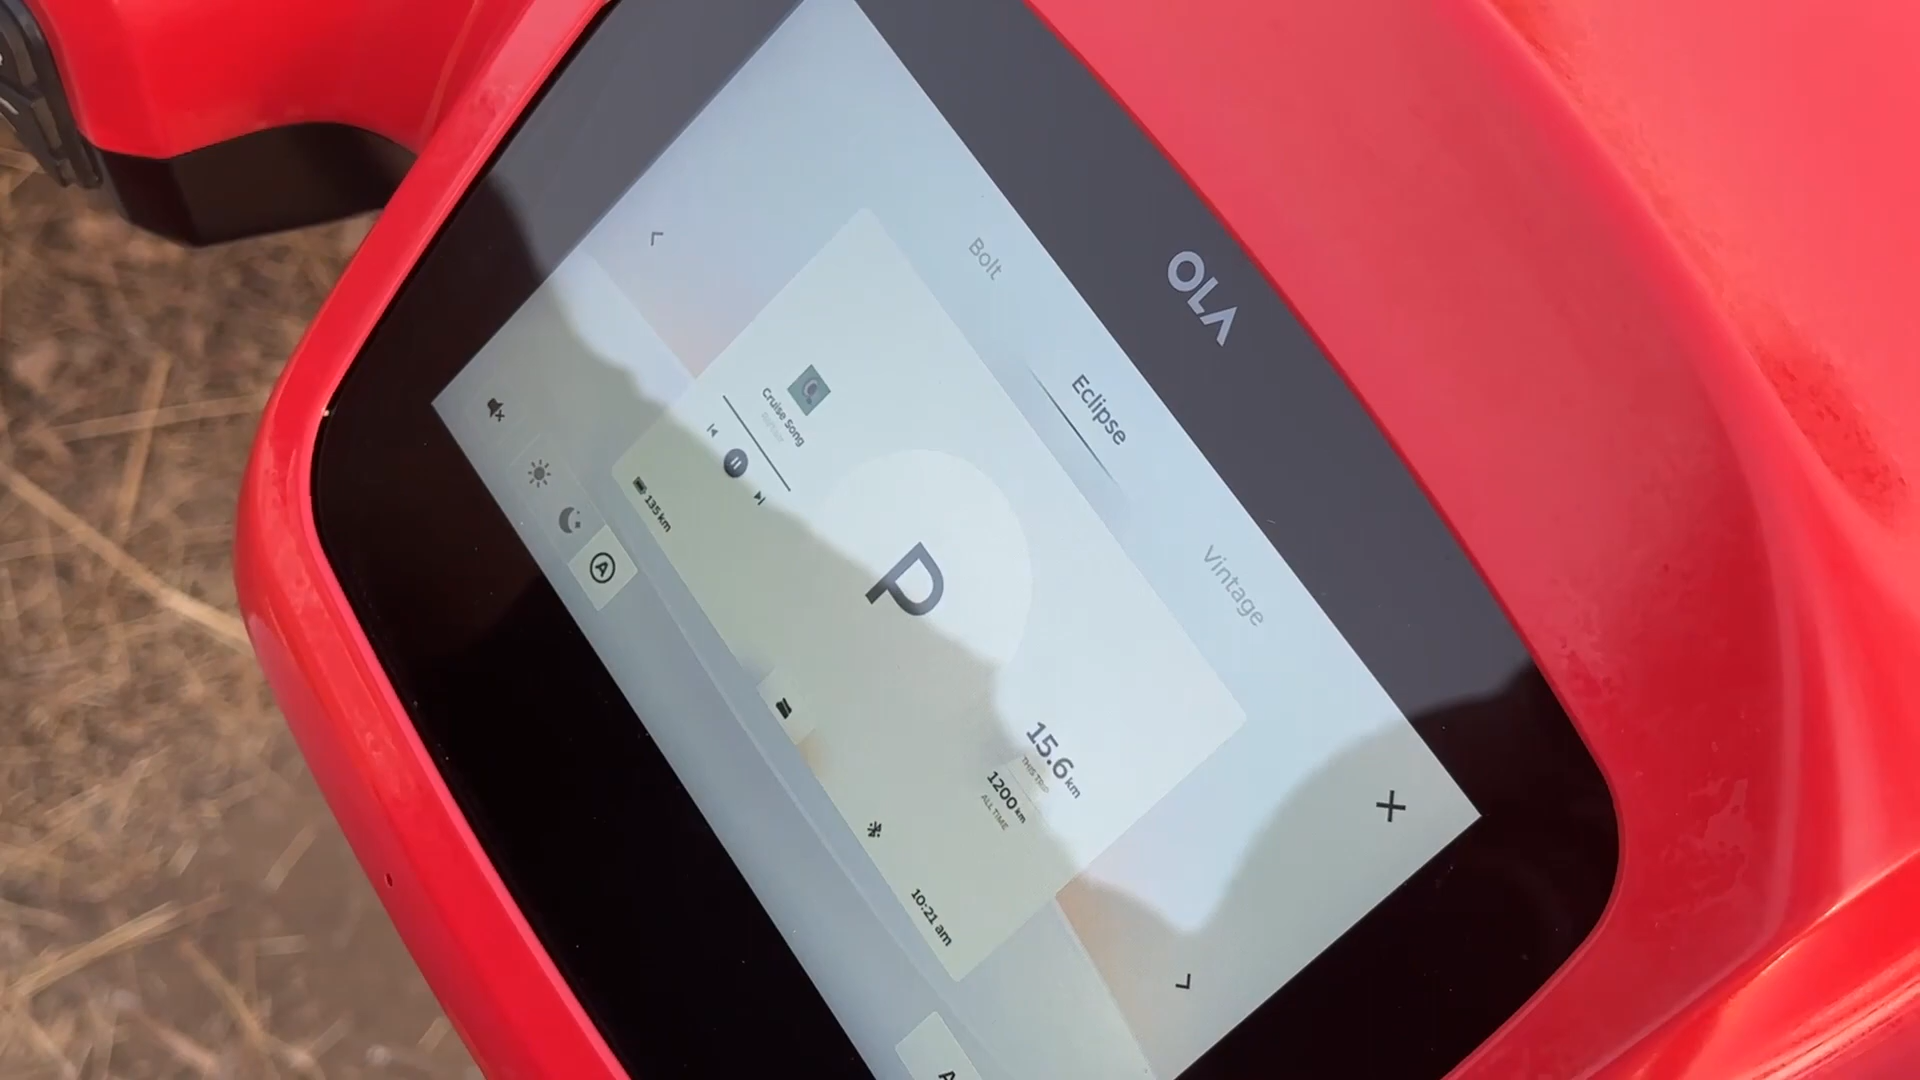 OLA
Bolt
Eclipse
Vintage
Cruise Song
135 km
P
15.6 km
THIS TRIP
1200 km
ALL TIME
10:21 am
A
A